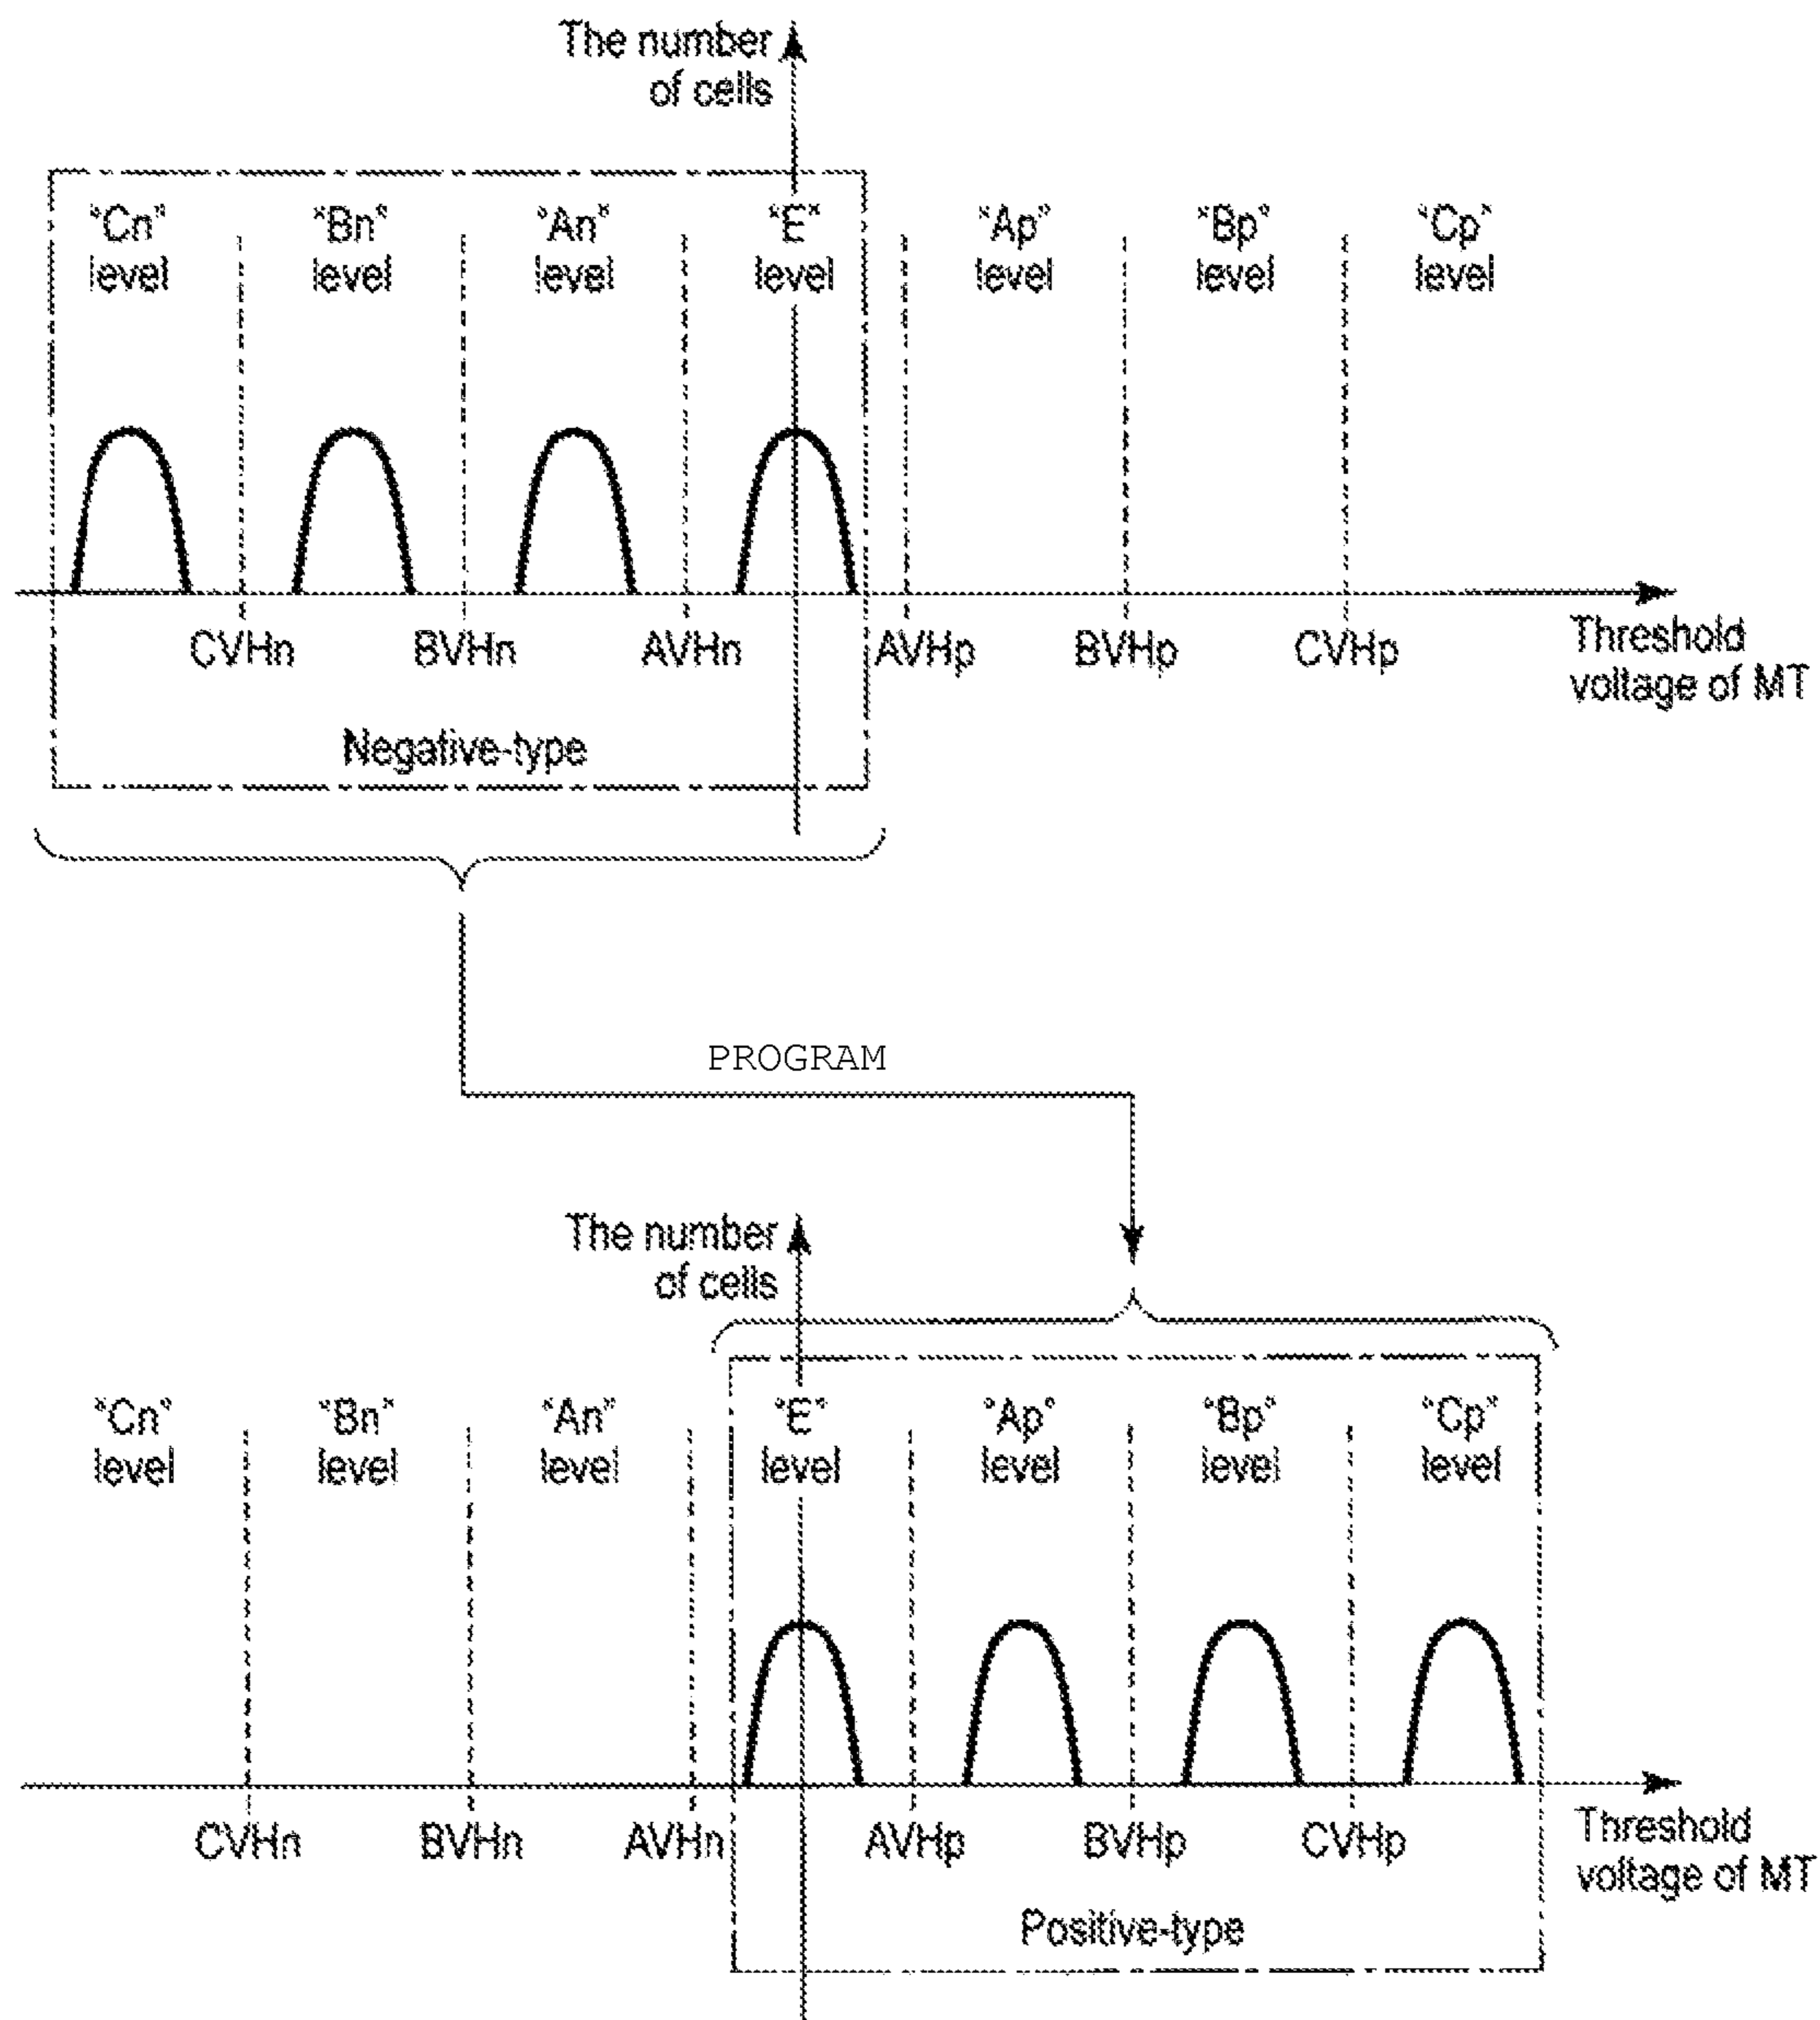 The number
of cells
"Cn"
level
"Bn"
level
"An"
level
"E"
level
"Ap"
level
"Bp"
level
"Cp"
level
CVHn
BVHn
AVHn
AVHp
BVHp
CVHp
Threshold
voltage of MT
Negative-type
PROGRAM
The number
of cells
"Cn"
level
"Bn"
level
"An"
level
"E"
level
"Ap"
level
"Bp"
level
"Cp"
level
CVHn
BVHn
AVHn
AVHp
BVHp
CVHp
Threshold
voltage of MT
Positive-type